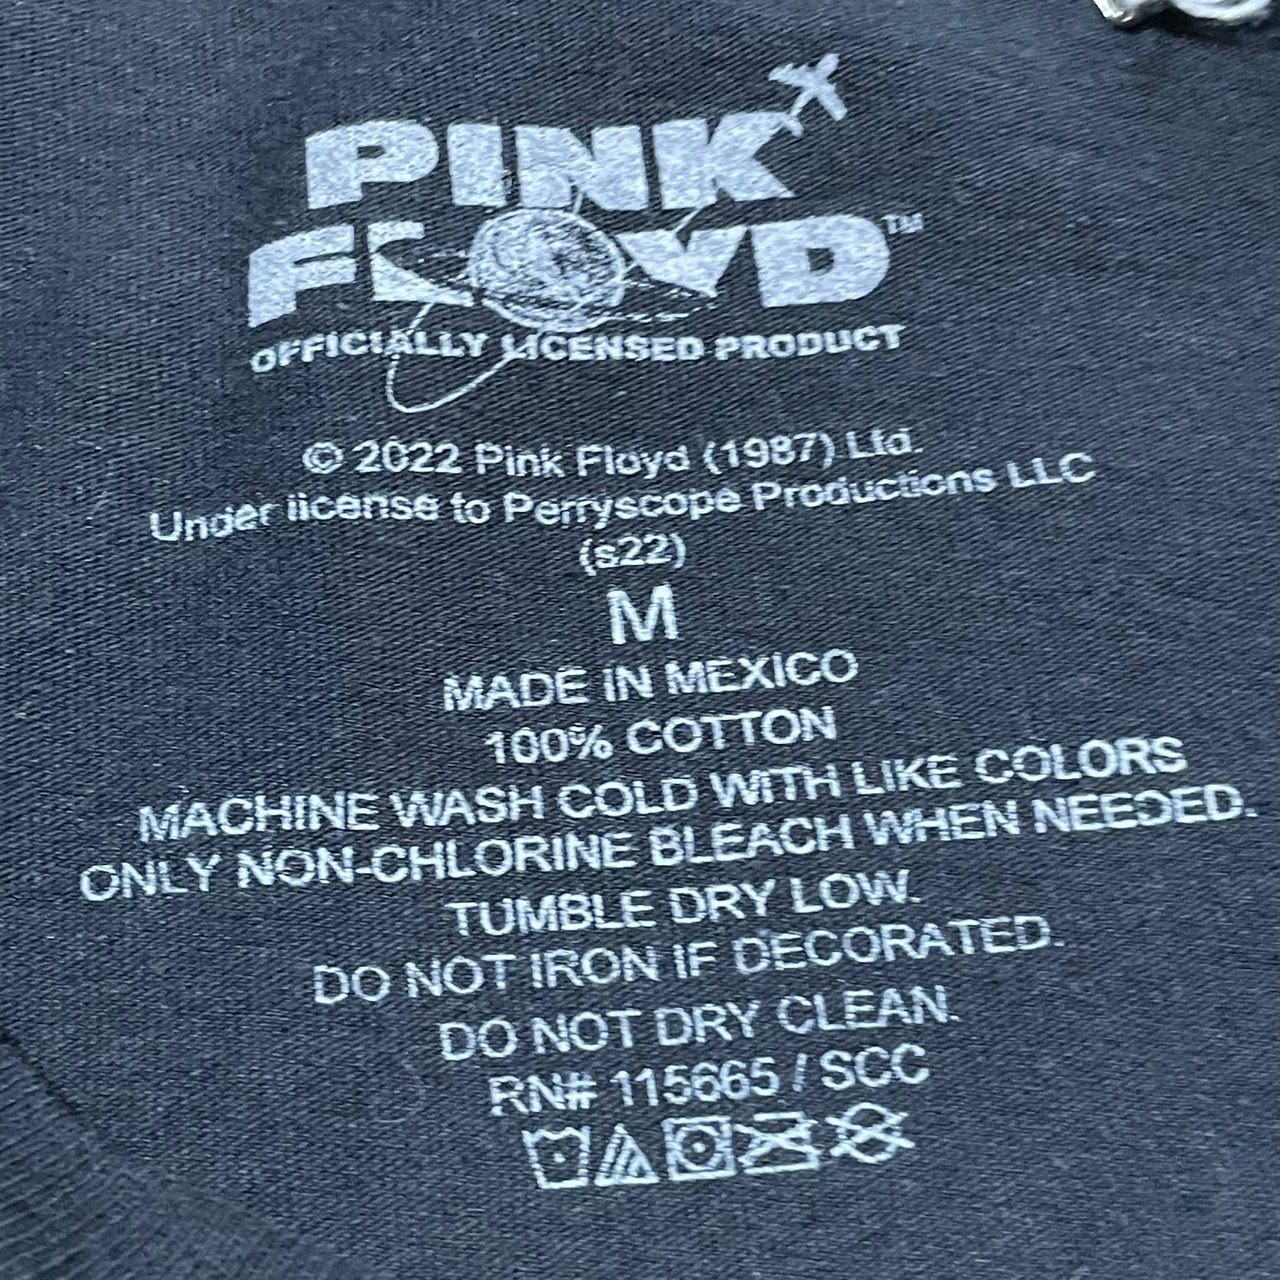 PINK
FLOYD™
OFFICIALLY LICENSED PRODUCT
© 2022 Pink Floyd (1987) Ltd.
Under license to Perryscope Productions LLC
(s22)
M
MADE IN MEXICO
100% COTTON
MACHINE WASH COLD WITH LIKE COLORS
ONLY NON-CHLORINE BLEACH WHEN NEEDED.
TUMBLE DRY LOW.
DO NOT IRON IF DECORATED.
DO NOT DRY CLEAN.
RN# 115665 / SCC